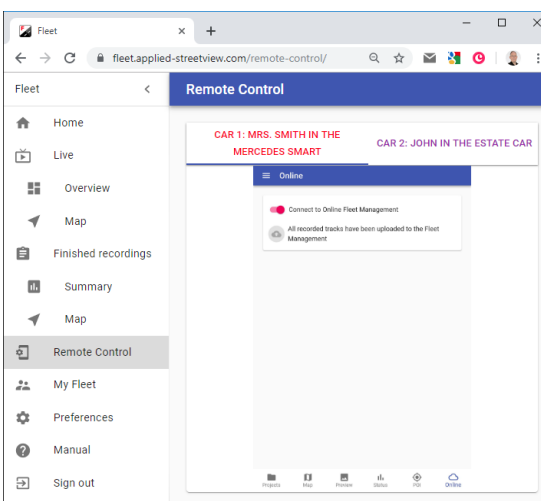 Fleet
fleet.applied-streetview.com/remote-control/
Fleet
Remote Control
Home
Live
Overview
Map
Finished recordings
Summary
Map
Remote Control
My Fleet
Preferences
Manual
Sign out
CAR 1: MRS. SMITH IN THE
MERCEDES SMART
CAR 2: JOHN IN THE ESTATE CAR
Online
Connect to Online Fleet Management
All recorded tracks have been uploaded to the Fleet
Management
Projects
Map
Preview
Status
POI
Online